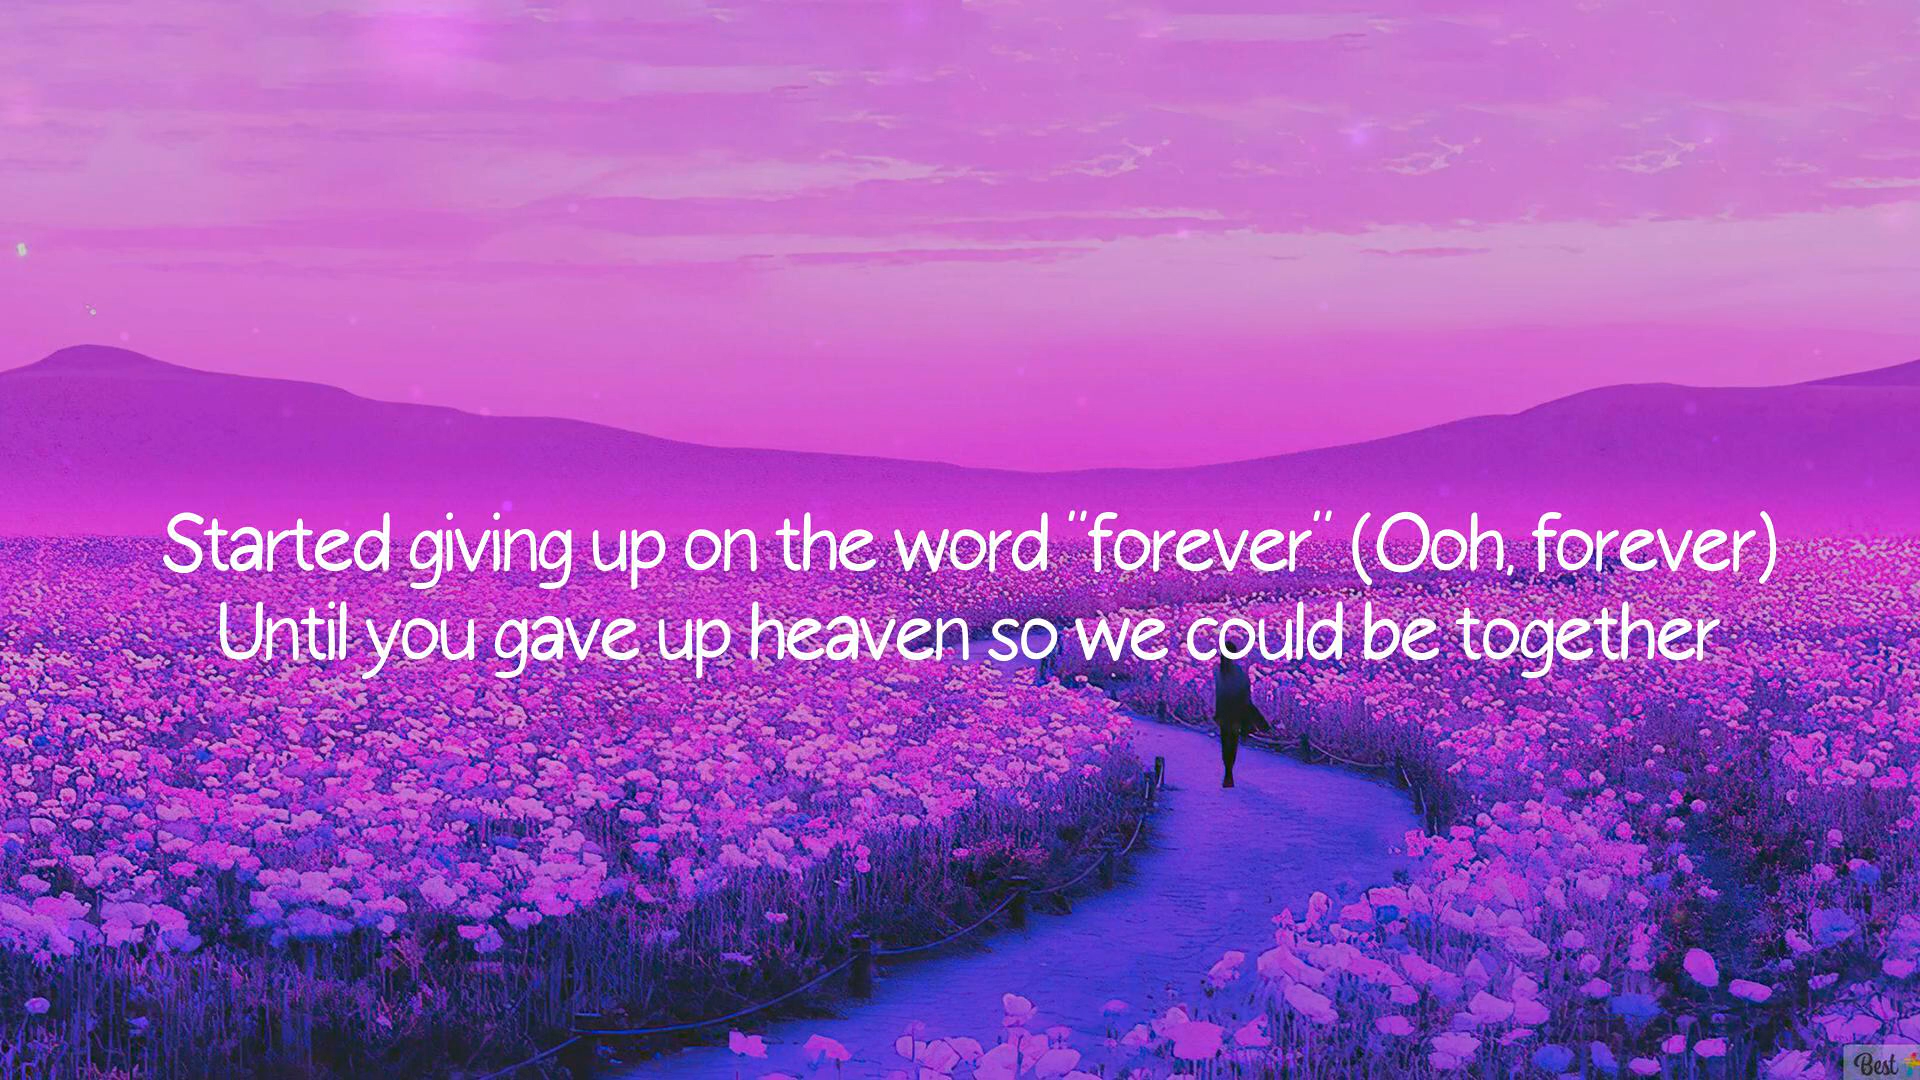 Started giving up on the word "forever" (Ooh, forever)
Until you gave up heaven so we could be together
Best